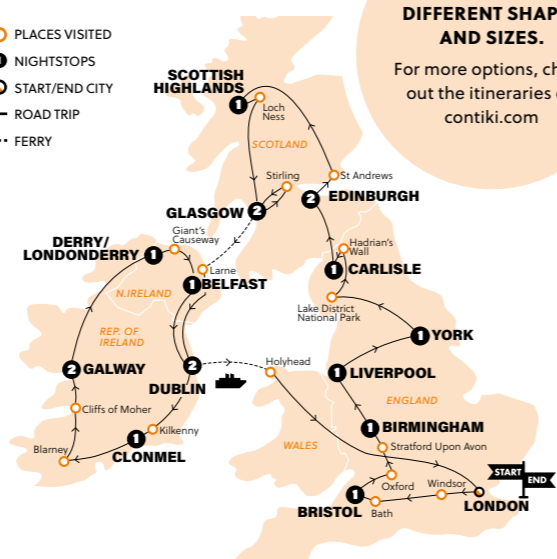 DIFFERENT SHAP
AND SIZES.
For more options, ch
out the itineraries
contiki.com
PLACES VISITED
1 NIGHTSTOPS
START/END CITY
ROAD TRIP
FERRY
SCOTTISH
HIGHLANDS
1
Loch
Ness
SCOTLAND
Stirling
St Andrews
2
EDINBURGH
GLASGOW
2
Giant's
Causeway
DERRY/
LONDONDERRY
1
Larne
1
BELFAST
Hadrian's
Wall
1
CARLISLE
N.IRELAND
Lake District
National Park
REP. OF
IRELAND
1
YORK
2
GALWAY
2
DUBLIN
Holyhead
1
LIVERPOOL
ENGLAND
Cliffs of Moher
Kilkenny
1
CLONMEL
Blarney
1
BIRMINGHAM
WALES
Stratford Upon Avon
START
END
Oxford
Windsor
LONDON
1
BRISTOL
Bath